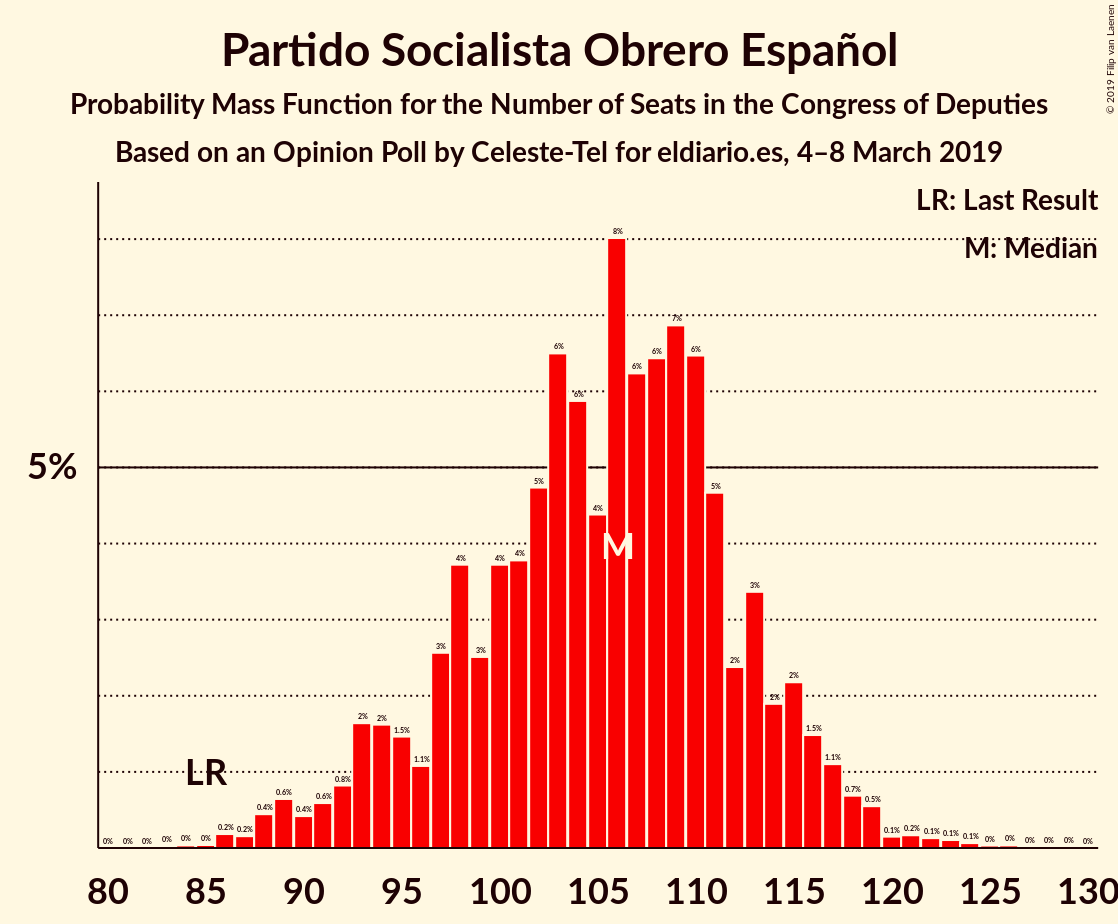 Partido Socialista Obrero Español
Probability Mass Function for the Number of Seats in the Congress of Deputies
Based on an Opinion Poll by Celeste-Tel for eldiario.es, 4–8 March 2019
© 2019 Filip van Laenen
LR: Last Result
M: Median
5%
LR
M
0% 0% 0% 0% 0% 0% 0.2% 0.2% 0.4% 0.6% 0.4% 0.6% 0.8% 2% 2% 1.5% 1.1% 3% 4% 3% 4% 4% 5% 6% 6% 4% 8% 6% 6% 7% 6% 5% 2% 3% 2% 2% 1.5% 1.1% 0.7% 0.5% 0.1% 0.2% 0.1% 0.1% 0.1% 0% 0% 0% 0% 0% 0%
80 85 90 95 100 105 110 115 120 125 130